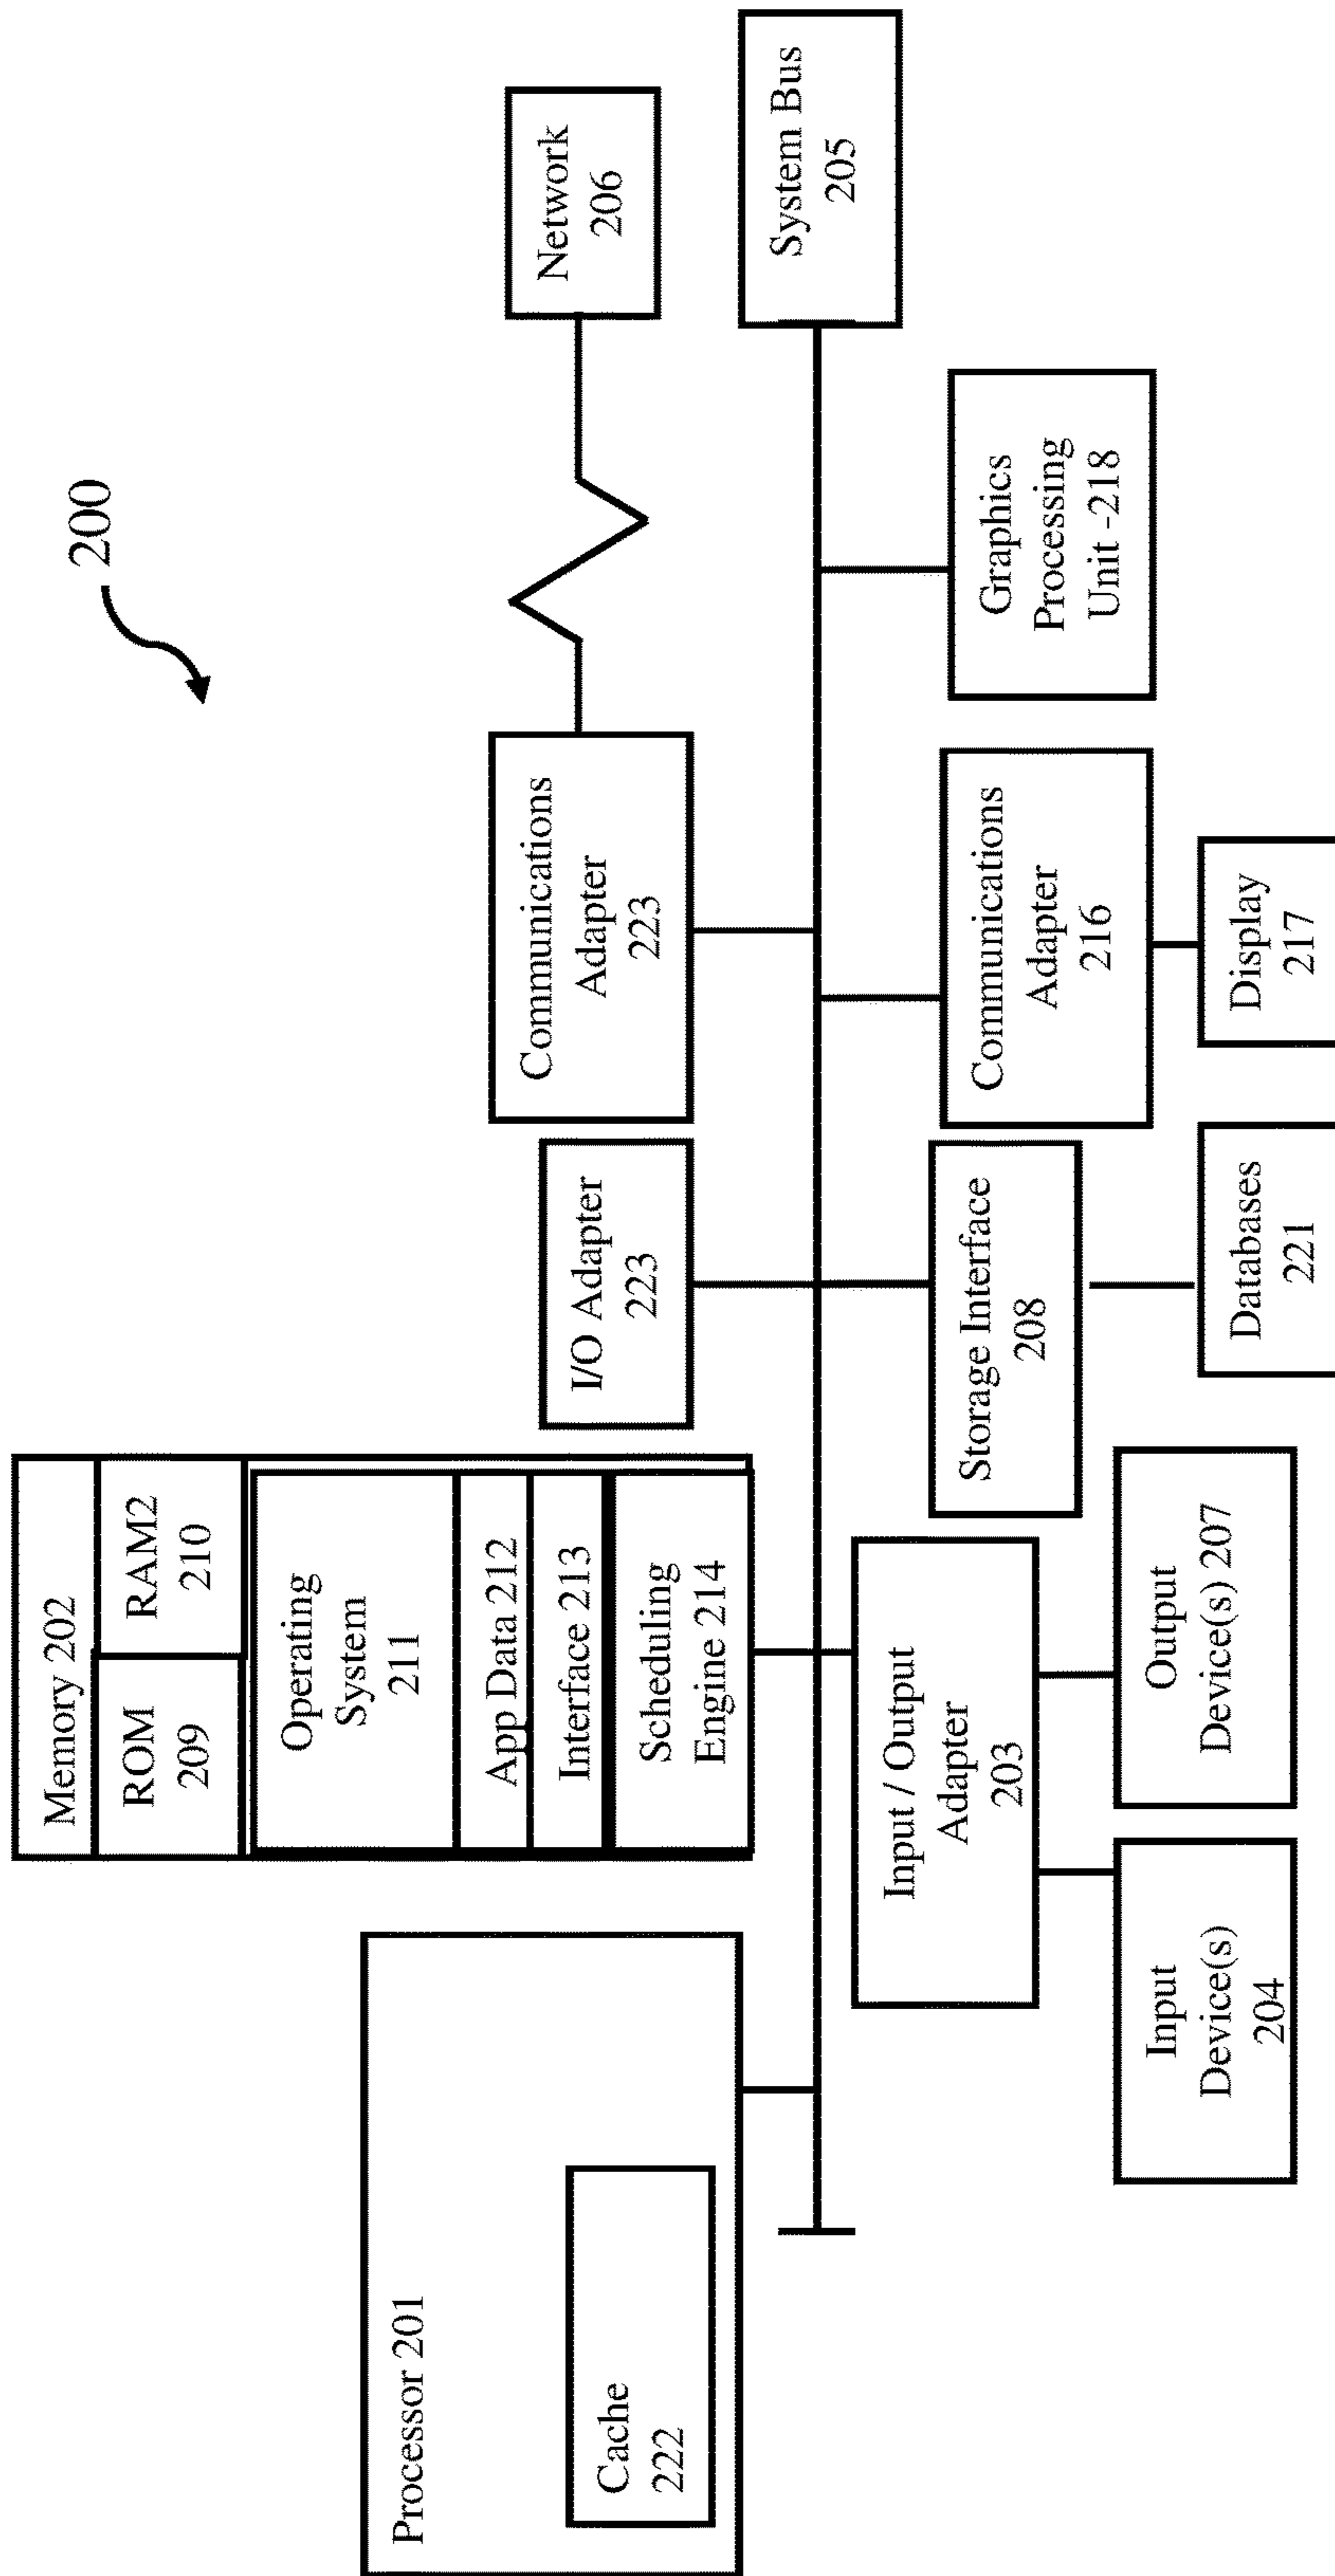 200
Processor 201
Cache
222
Memory 202
ROM
209
RAM2
210
Operating
System
211
App Data 212
Interface 213
Scheduling
Engine 214
I/O Adapter
223
Communications
Adapter
223
Network
206
System Bus
205
Input / Output
Adapter
203
Input
Device(s)
204
Output
Device(s) 207
Storage Interface
208
Databases
221
Communications
Adapter
216
Display
217
Graphics
Processing
Unit -218